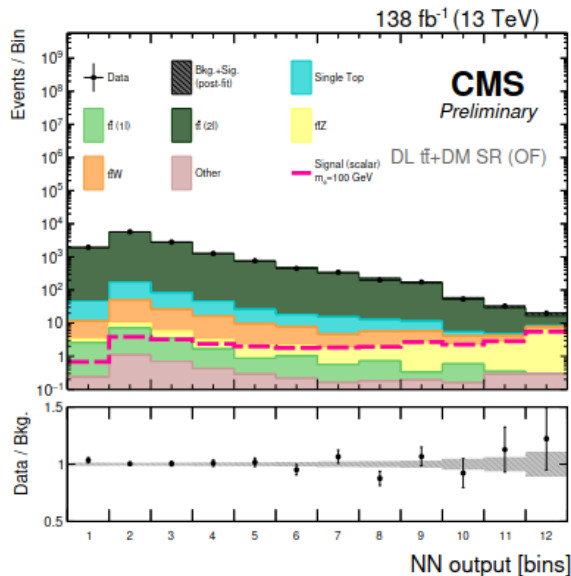 138 fb⁻¹ (13 TeV)
Events / Bin
10⁹
10⁸
10⁷
10⁶
10⁵
10⁴
10³
10²
10
1
10⁻¹
Data
Bkg.+Sig.
(post-fit)
Single Top
CMS
Preliminary
tt̄ (1l)
tt̄ (2l)
tt̄Z
DL tt̄+DM SR (OF)
tt̄W
Other
Signal (scalar)
m_ϕ=100 GeV
Data / Bkg.
1.5
1
0.5
1 2 3 4 5 6 7 8 9 10 11 12
NN output [bins]